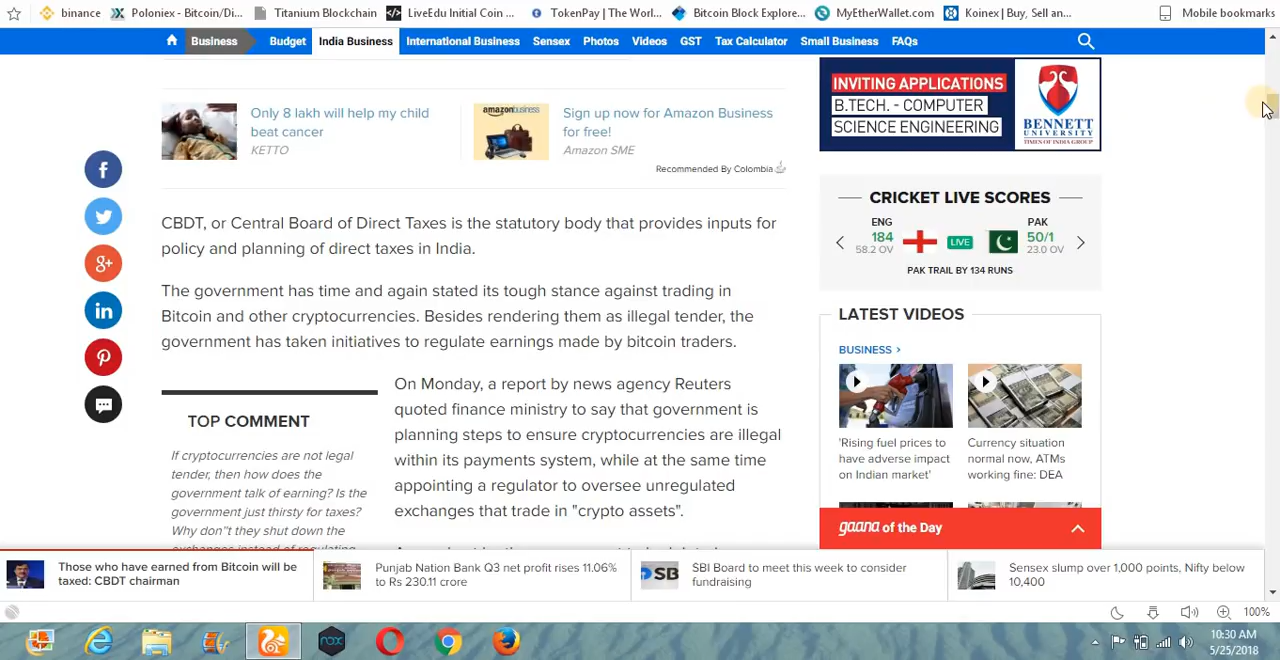 binance
Poloniex - Bitcoin/Di...
Titanium Blockchain
LiveEdu Initial Coin ...
TokenPay | The Worl...
Bitcoin Block Explore...
MyEtherWallet.com
Koinex | Buy, Sell an...
Mobile bookmarks
Business
Budget
India Business
International Business
Sensex
Photos
Videos
GST
Tax Calculator
Small Business
FAQs
Only 8 lakh will help my child
beat cancer
KETTO
amazonbusiness
Sign up now for Amazon Business
for free!
Amazon SME
Recommended By Colombia
CBDT, or Central Board of Direct Taxes is the statutory body that provides inputs for
policy and planning of direct taxes in India.
The government has time and again stated its tough stance against trading in
Bitcoin and other cryptocurrencies. Besides rendering them as illegal tender, the
government has taken initiatives to regulate earnings made by bitcoin traders.
TOP COMMENT
If cryptocurrencies are not legal
tender, then how does the
government talk of earning? Is the
government just thirsty for taxes?
Why don"t they shut down the
exchanges instead of regulating
On Monday, a report by news agency Reuters
quoted finance ministry to say that government is
planning steps to ensure cryptocurrencies are illegal
within its payments system, while at the same time
appointing a regulator to oversee unregulated
exchanges that trade in "crypto assets".
INVITING APPLICATIONS
B.TECH. - COMPUTER
SCIENCE ENGINEERING
BENNETT
UNIVERSITY
TIMES OF INDIA GROUP
CRICKET LIVE SCORES
ENG
184
58.2 OV
LIVE
PAK
50/1
23.0 OV
PAK TRAIL BY 134 RUNS
LATEST VIDEOS
BUSINESS >
'Rising fuel prices to
have adverse impact
on Indian market'
Currency situation
normal now, ATMs
working fine: DEA
gaana of the Day
Those who have earned from Bitcoin will be
taxed: CBDT chairman
Punjab Nation Bank Q3 net profit rises 11.06%
to Rs 230.11 crore
SB
SBI Board to meet this week to consider
fundraising
Sensex slump over 1,000 points, Nifty below
10,400
100%
nox
10:30 AM
5/25/2018